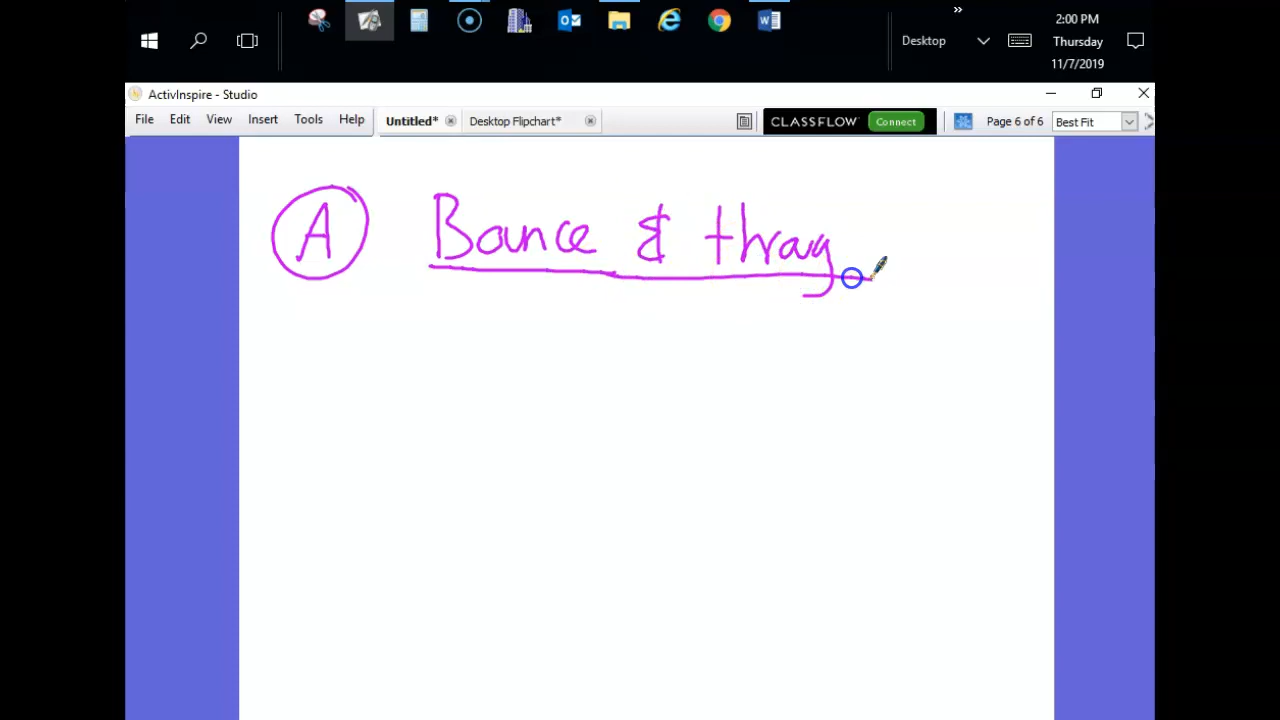 2:00 PM
Desktop
Thursday
11/7/2019
ActivInspire - Studio
File Edit View Insert Tools Help
Untitled* Desktop Flipchart*
CLASSFLOW Connect
Page 6 of 6
Best Fit
A Bounce &